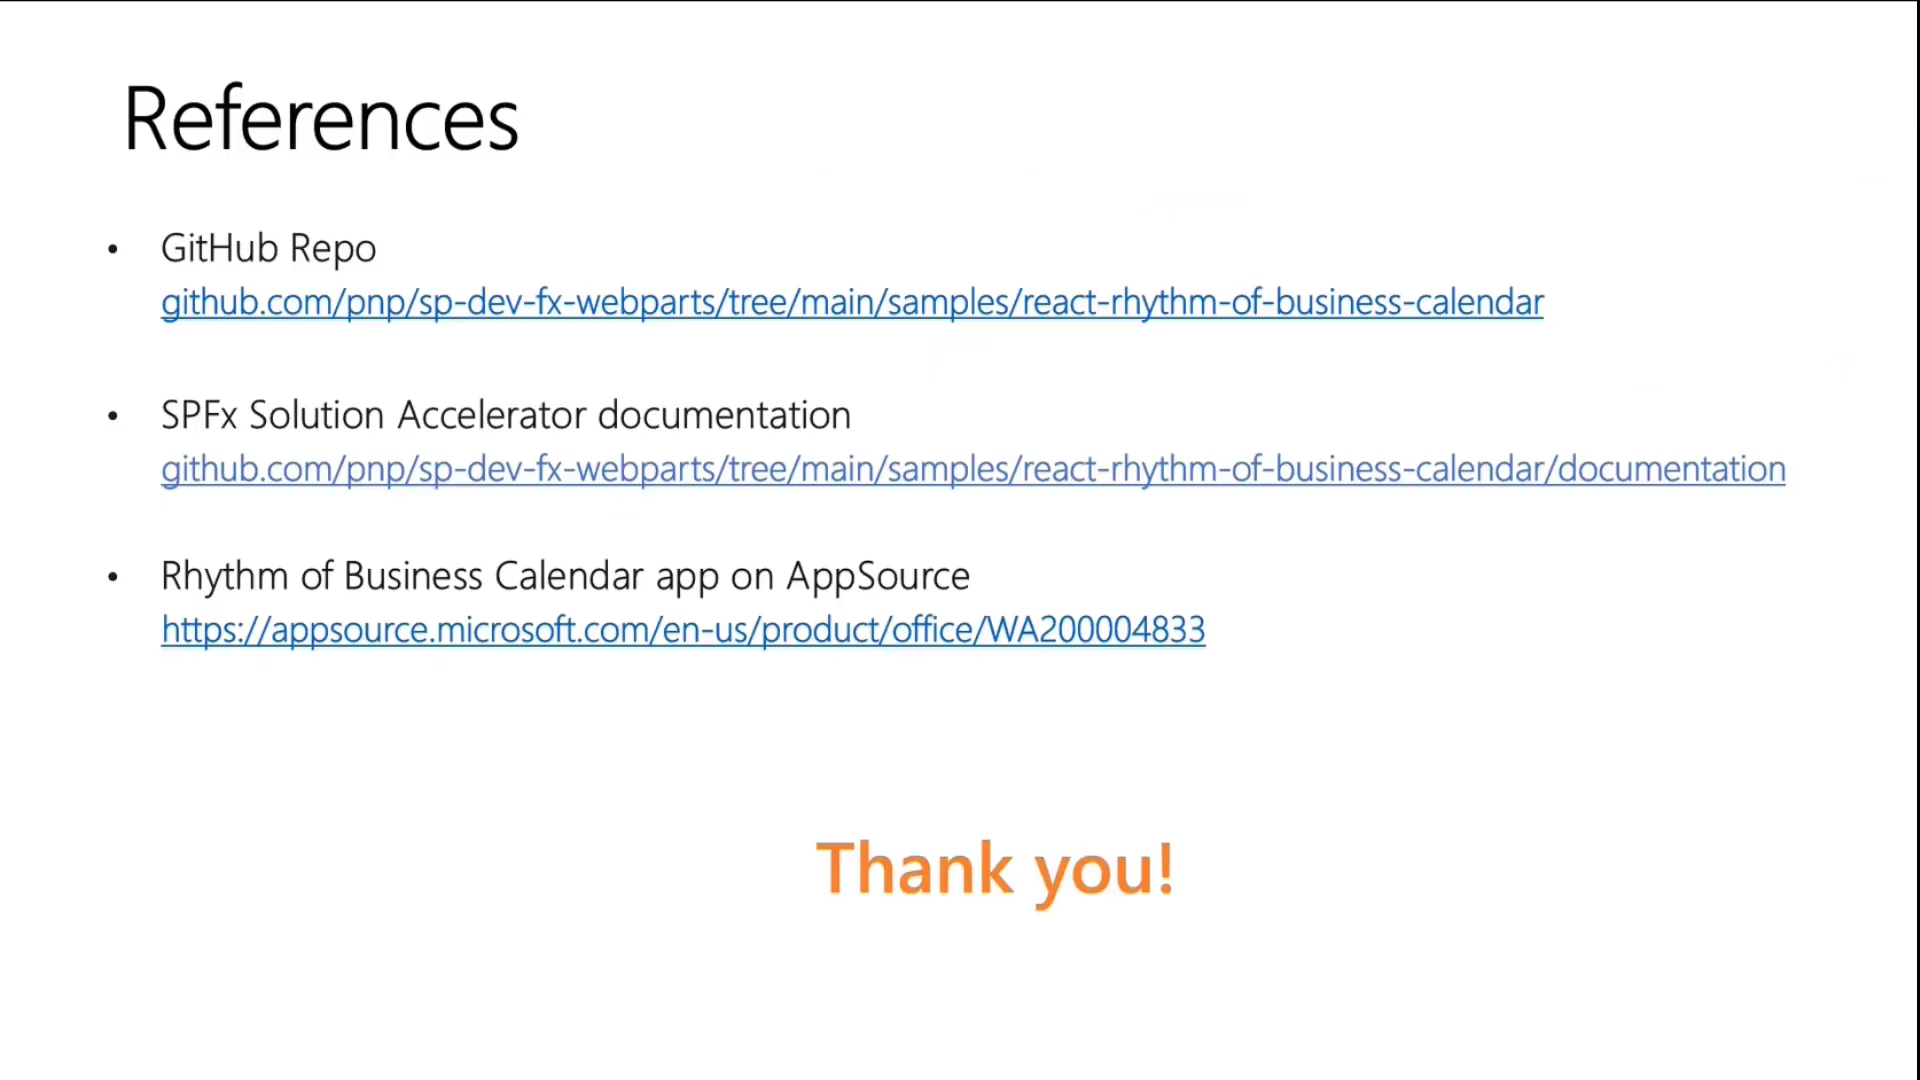 References
• GitHub Repo
github.com/pnp/sp-dev-fx-webparts/tree/main/samples/react-rhythm-of-business-calendar
• SPFx Solution Accelerator documentation
github.com/pnp/sp-dev-fx-webparts/tree/main/samples/react-rhythm-of-business-calendar/documentation
• Rhythm of Business Calendar app on AppSource
https://appsource.microsoft.com/en-us/product/office/WA200004833
Thank you!